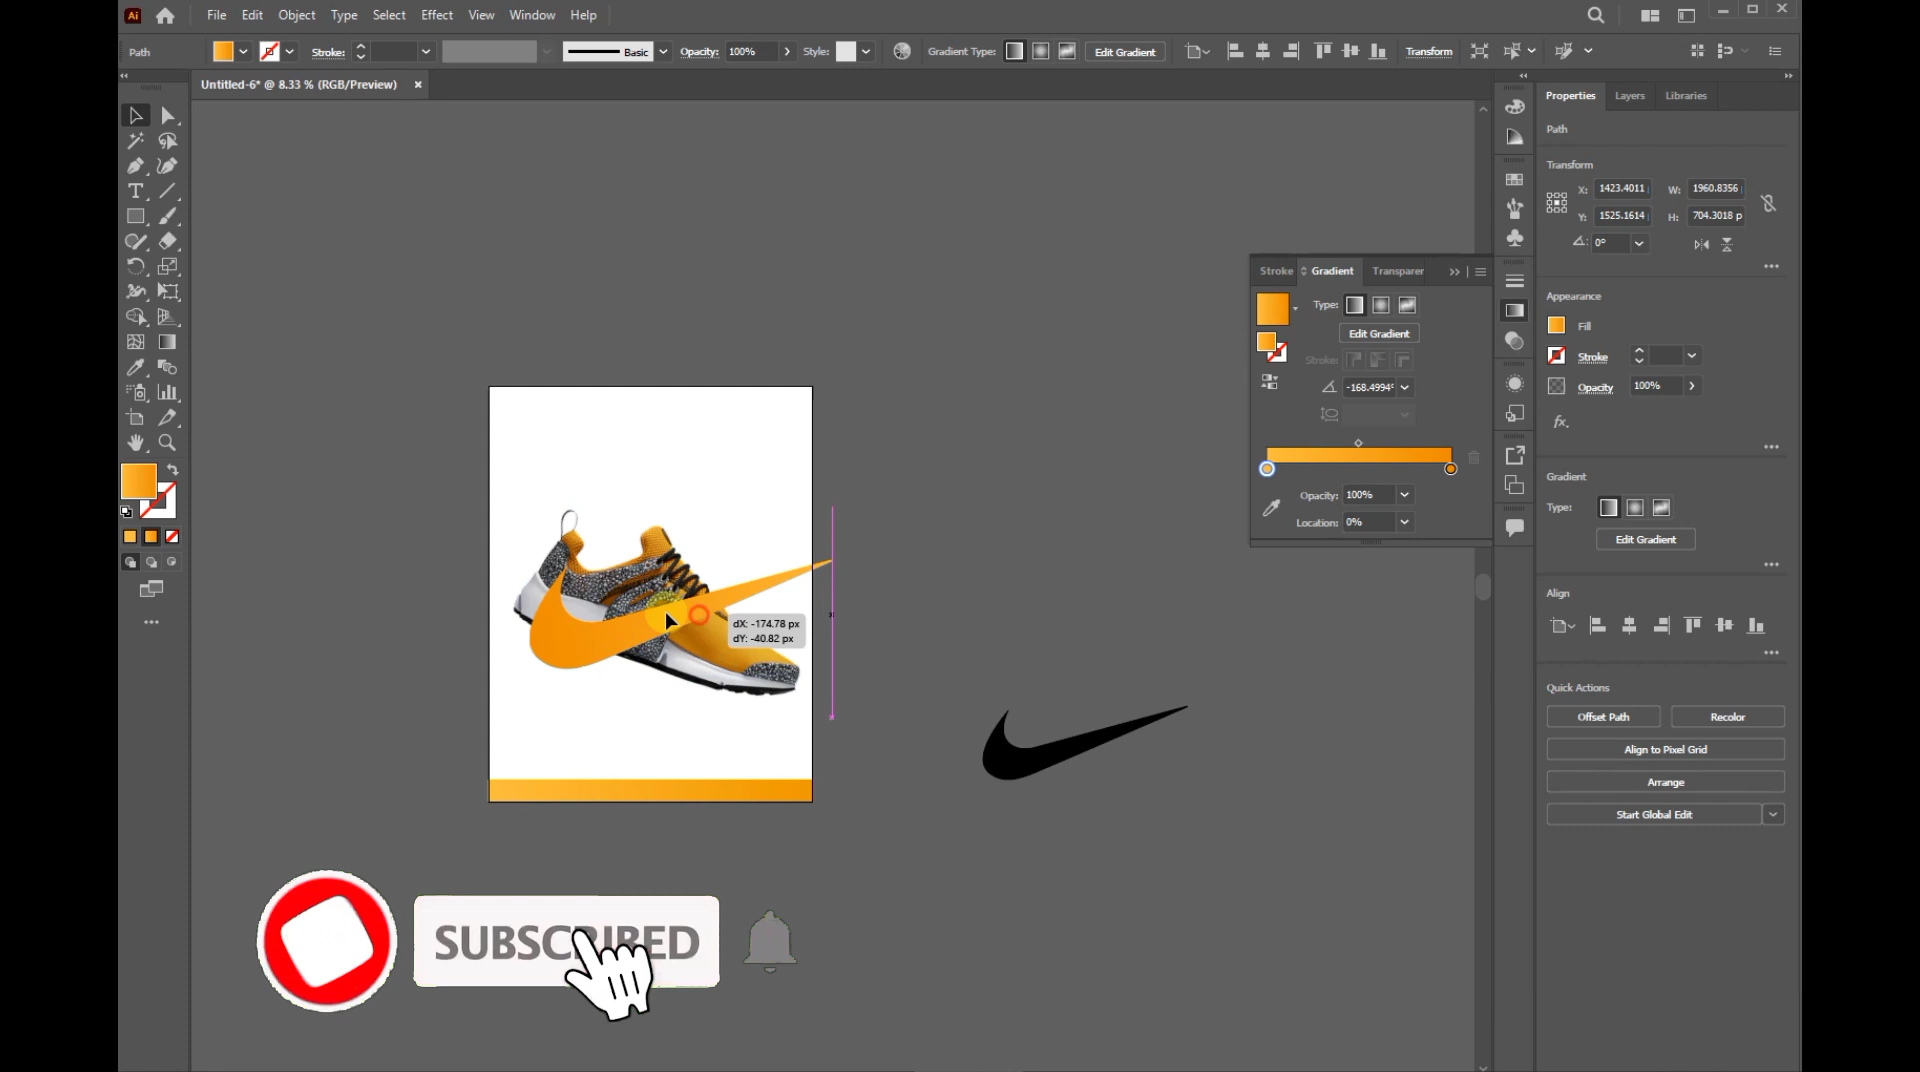 Ai File Edit Object Type Select Effect View Window Help
Path Stroke: Basic Opacity: 100% Style: Gradient Type: Edit Gradient Transform
Untitled-6* @ 8.33 % (RGB/Preview) ×
Properties Layers Libraries
Path
Transform
X: 1423.4011 W: 1960.8356
Y: 1525.1614 H: 704.3018 p
0°
Appearance
Fill
Stroke
Opacity 100%
fx.
Gradient
Type:
Edit Gradient
Align
Quick Actions
Offset Path Recolor
Align to Pixel Grid
Arrange
Start Global Edit
Stroke Gradient Transparer
Type:
Edit Gradient
Stroke:
-168.4994°
Opacity: 100%
Location: 0%
dX: -174.78 px
dY: -40.82 px
SUBSCRIBED